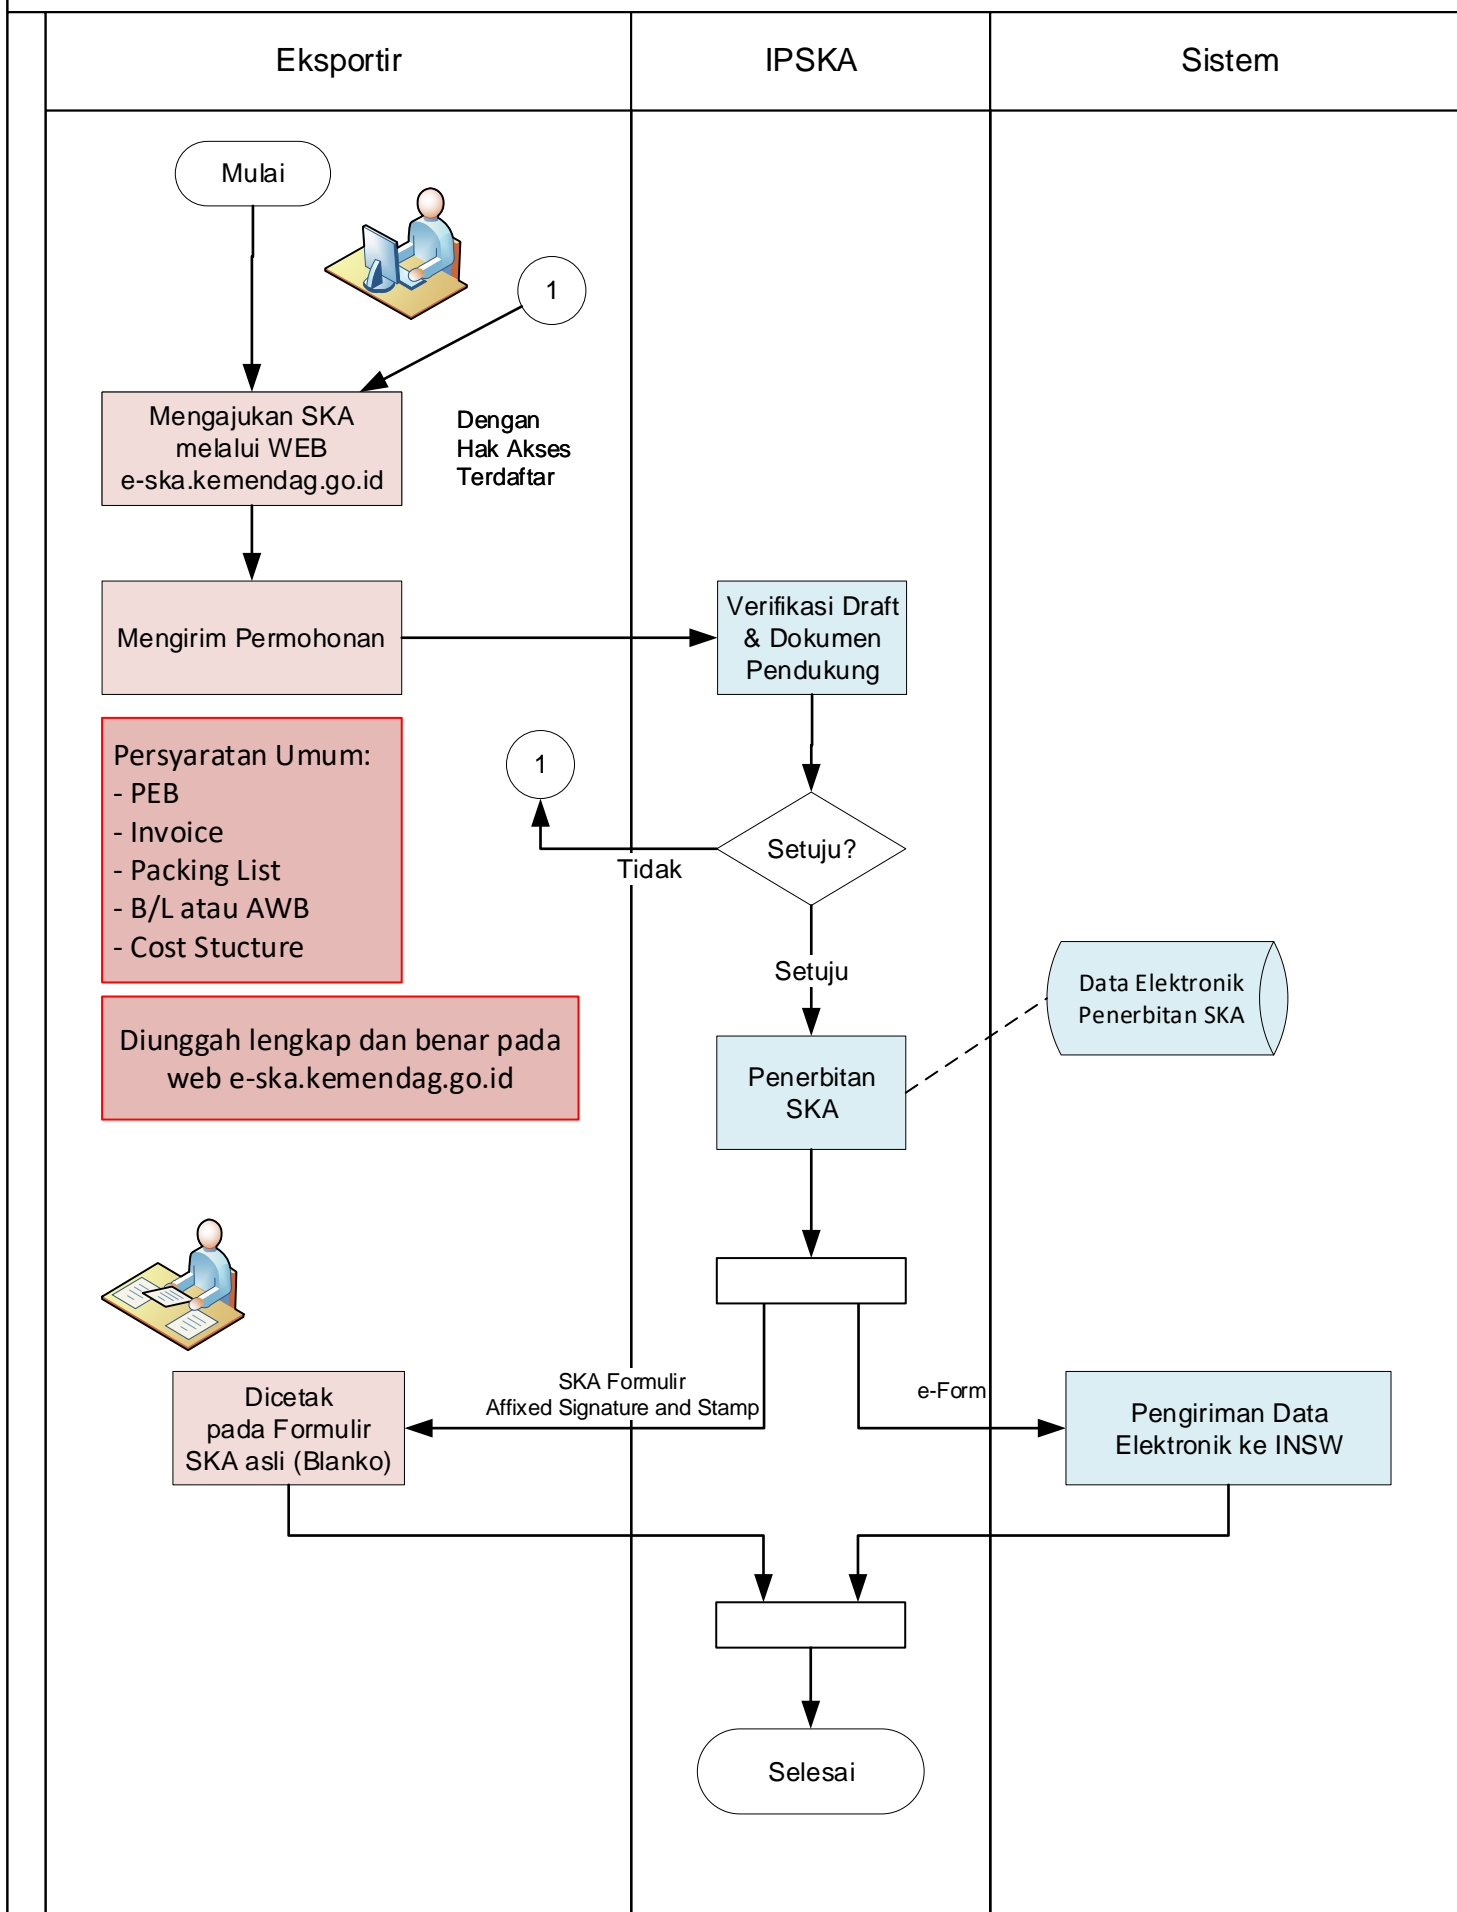 Eksportir
IPSKA
Sistem
Mulai
1
Mengajukan SKA
melalui WEB
e-ska.kemendag.go.id
Dengan
Hak Akses
Terdaftar
Mengirim Permohonan
Verifikasi Draft
& Dokumen
Pendukung
Persyaratan Umum:
- PEB
- Invoice
- Packing List
- B/L atau AWB
- Cost Stucture
1
Tidak
Setuju?
Setuju
Diunggah lengkap dan benar pada
web e-ska.kemendag.go.id
Penerbitan
SKA
Data Elektronik
Penerbitan SKA
SKA Formulir
Affixed Signature and Stamp
e-Form
Dicetak
pada Formulir
SKA asli (Blanko)
Pengiriman Data
Elektronik ke INSW
Selesai